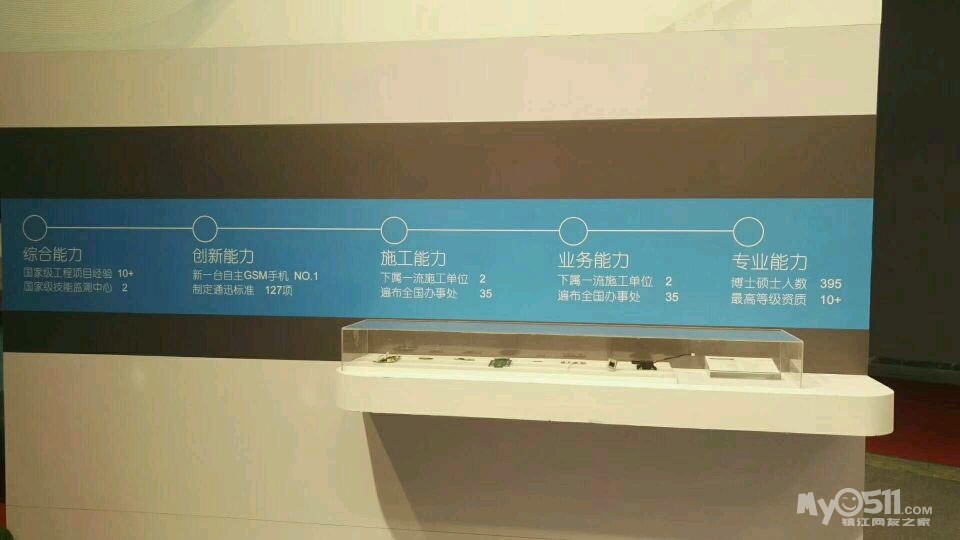 综合能力
国家级工程项目经验 10+
国家级技能监测中心 2
创新能力
新一台自主GSM手机 NO.1
制定通迅标准 127项
施工能力
下属一流施工单位 2
遍布全国办事处 35
业务能力
下属一流施工单位 2
遍布全国办事处 35
专业能力
博士硕士人数 395
最高等级资质 10+
My0511.COM
镇江网友之家